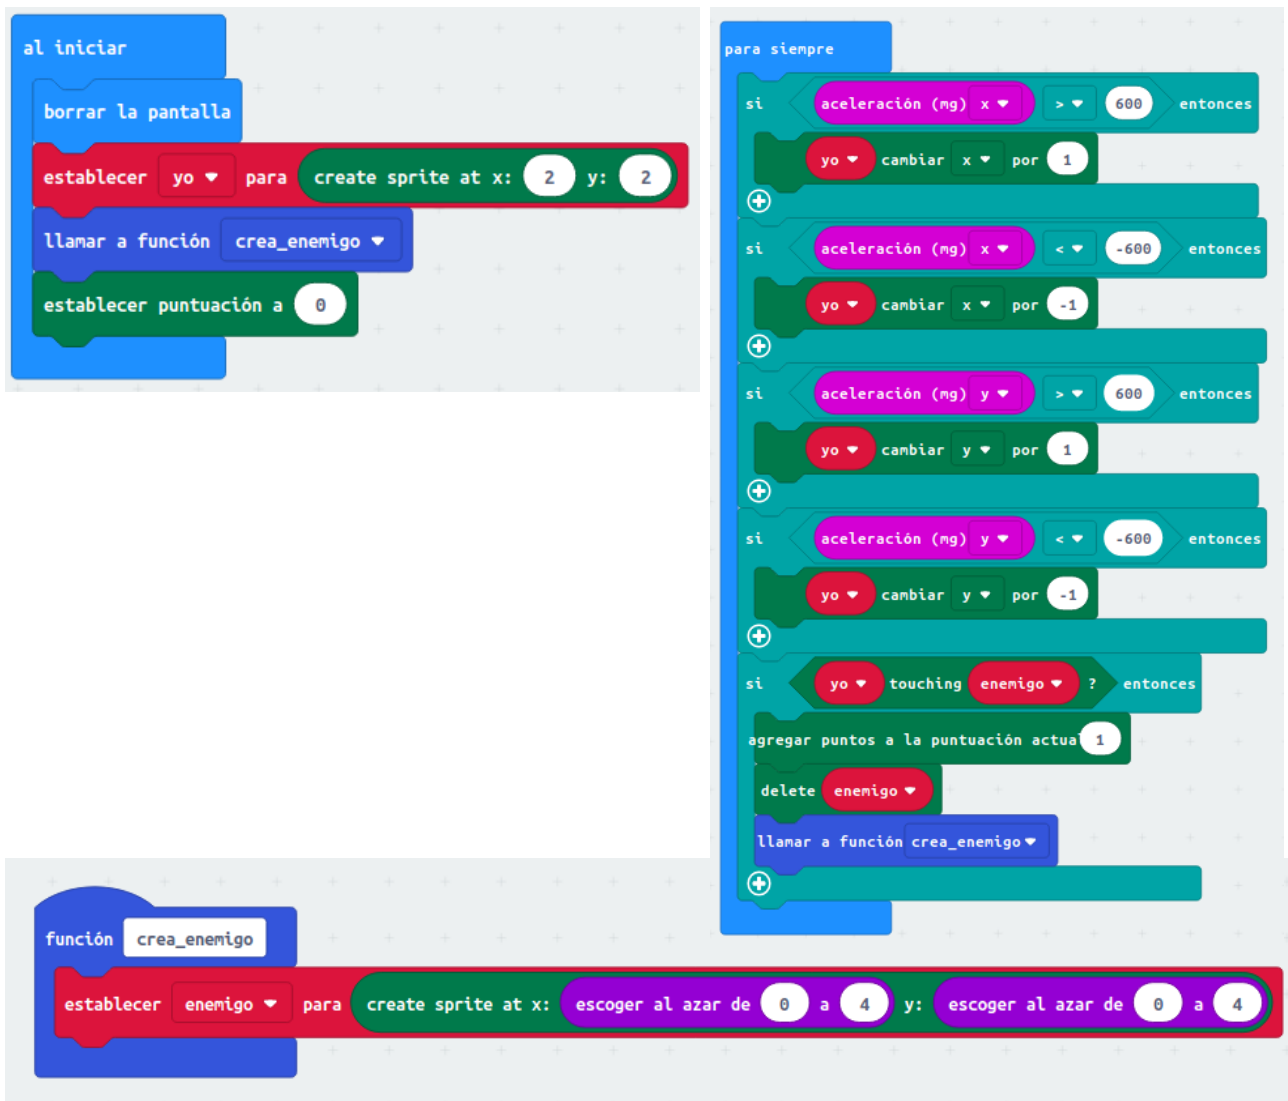 al iniciar
borrar la pantalla
establecer yo para create sprite at x: 2 y: 2
llamar a función crea_enemigo
establecer puntuación a 0
para siempre
si aceleración (mg) x > 600 entonces
yo cambiar x por 1
si aceleración (mg) x < -600 entonces
yo cambiar x por -1
si aceleración (mg) y > 600 entonces
yo cambiar y por 1
si aceleración (mg) y < -600 entonces
yo cambiar y por -1
si yo touching enemigo ? entonces
agregar puntos a la puntuación actual 1
delete enemigo
llamar a función crea_enemigo
función crea_enemigo
establecer enemigo para create sprite at x: escoger al azar de 0 a 4 y: escoger al azar de 0 a 4